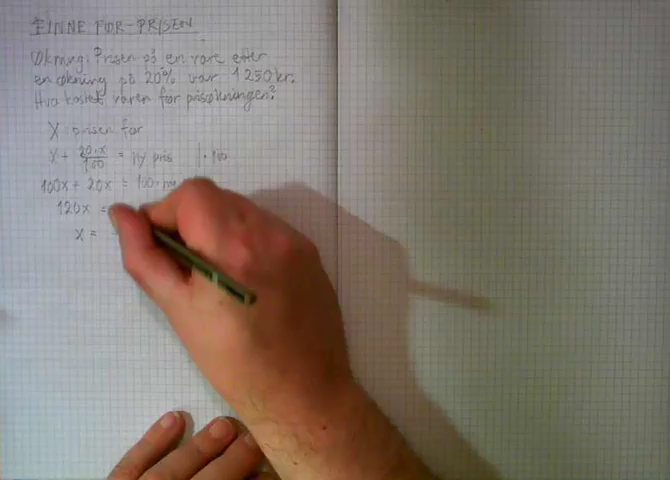 FINNE FØR-PRISEN
Økning: Prisen på en vare etter
en økning på 20% var 1250 kr.
Hva kostet varen før prisøkningen?
X prisen før
X + 20·x/100 = ny pris | · 100
100x + 20x = 100·
120x =
x =